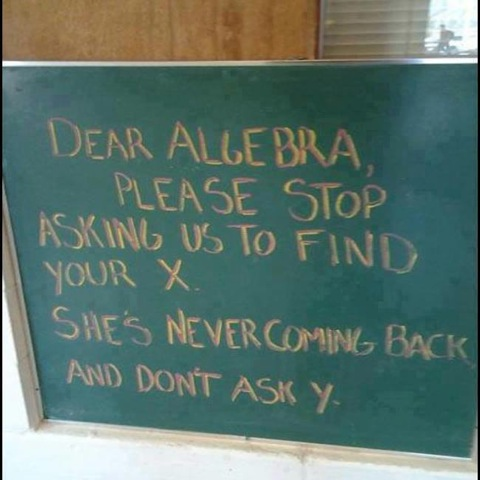 DEAR ALGEBRA,
PLEASE STOP
ASKING US TO FIND
YOUR X.
SHE'S NEVER COMING BACK
AND DON'T ASK Y.